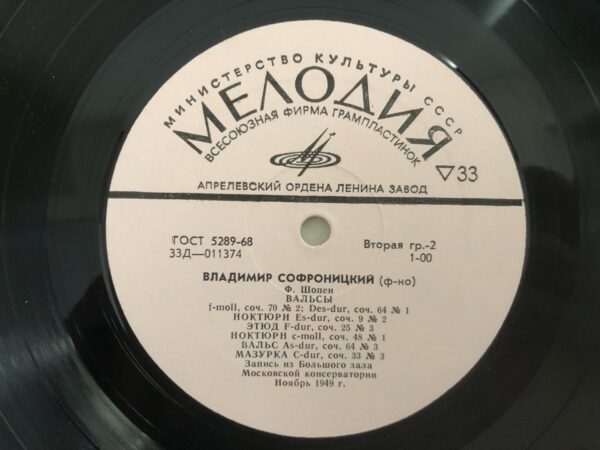 МИНИСТЕРСТВО КУЛЬТУРЫ СССР
МЕЛОДИЯ
ВСЕСОЮЗНАЯ ФИРМА ГРАМПЛАСТИНОК
▽33
АПРЕЛЕВСКИЙ ОРДЕНА ЛЕНИНА ЗАВОД
ГОСТ 5289-68
33Д—011374
Вторая гр.-2
1-00
ВЛАДИМИР СОФРОНИЦКИЙ (ф-но)
Ф. Шопен
ВАЛЬСЫ
f-moll, соч. 70 № 2; Des-dur, соч. 64 № 1
НОКТЮРН Es-dur, соч. 9 № 2
ЭТЮД F-dur, соч. 25 № 3
НОКТЮРН c-moll, соч. 48 № 1
ВАЛЬС As-dur, соч. 64 № 3
МАЗУРКА C-dur, соч. 33 № 3
Запись из Большого зала
Московской консерватории
Ноябрь 1949 г.